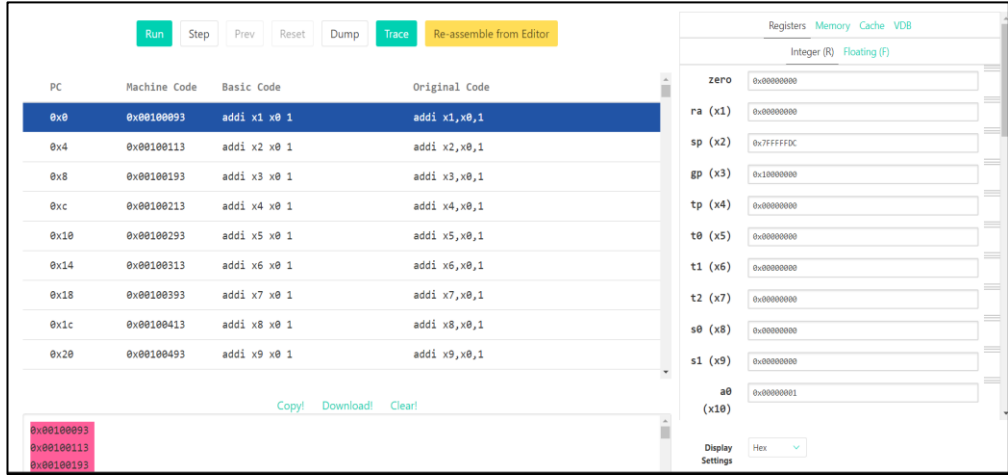 Run Step Prev Reset Dump Trace Re-assemble from Editor
PC Machine Code Basic Code Original Code
0x0 0x00100093 addi x1 x0 1 addi x1,x0,1
0x4 0x00100113 addi x2 x0 1 addi x2,x0,1
0x8 0x00100193 addi x3 x0 1 addi x3,x0,1
0xc 0x00100213 addi x4 x0 1 addi x4,x0,1
0x10 0x00100293 addi x5 x0 1 addi x5,x0,1
0x14 0x00100313 addi x6 x0 1 addi x6,x0,1
0x18 0x00100393 addi x7 x0 1 addi x7,x0,1
0x1c 0x00100413 addi x8 x0 1 addi x8,x0,1
0x20 0x00100493 addi x9 x0 1 addi x9,x0,1
Copy! Download! Clear!
0x00100093
0x00100113
0x00100193
Registers Memory Cache VDB
Integer (R) Floating (F)
zero 0x00000000
ra (x1) 0x00000000
sp (x2) 0x7FFFFFDC
gp (x3) 0x10000000
tp (x4) 0x00000000
t0 (x5) 0x00000000
t1 (x6) 0x00000000
t2 (x7) 0x00000000
s0 (x8) 0x00000000
s1 (x9) 0x00000000
a0 0x00000001
(x10)
Display Hex
Settings